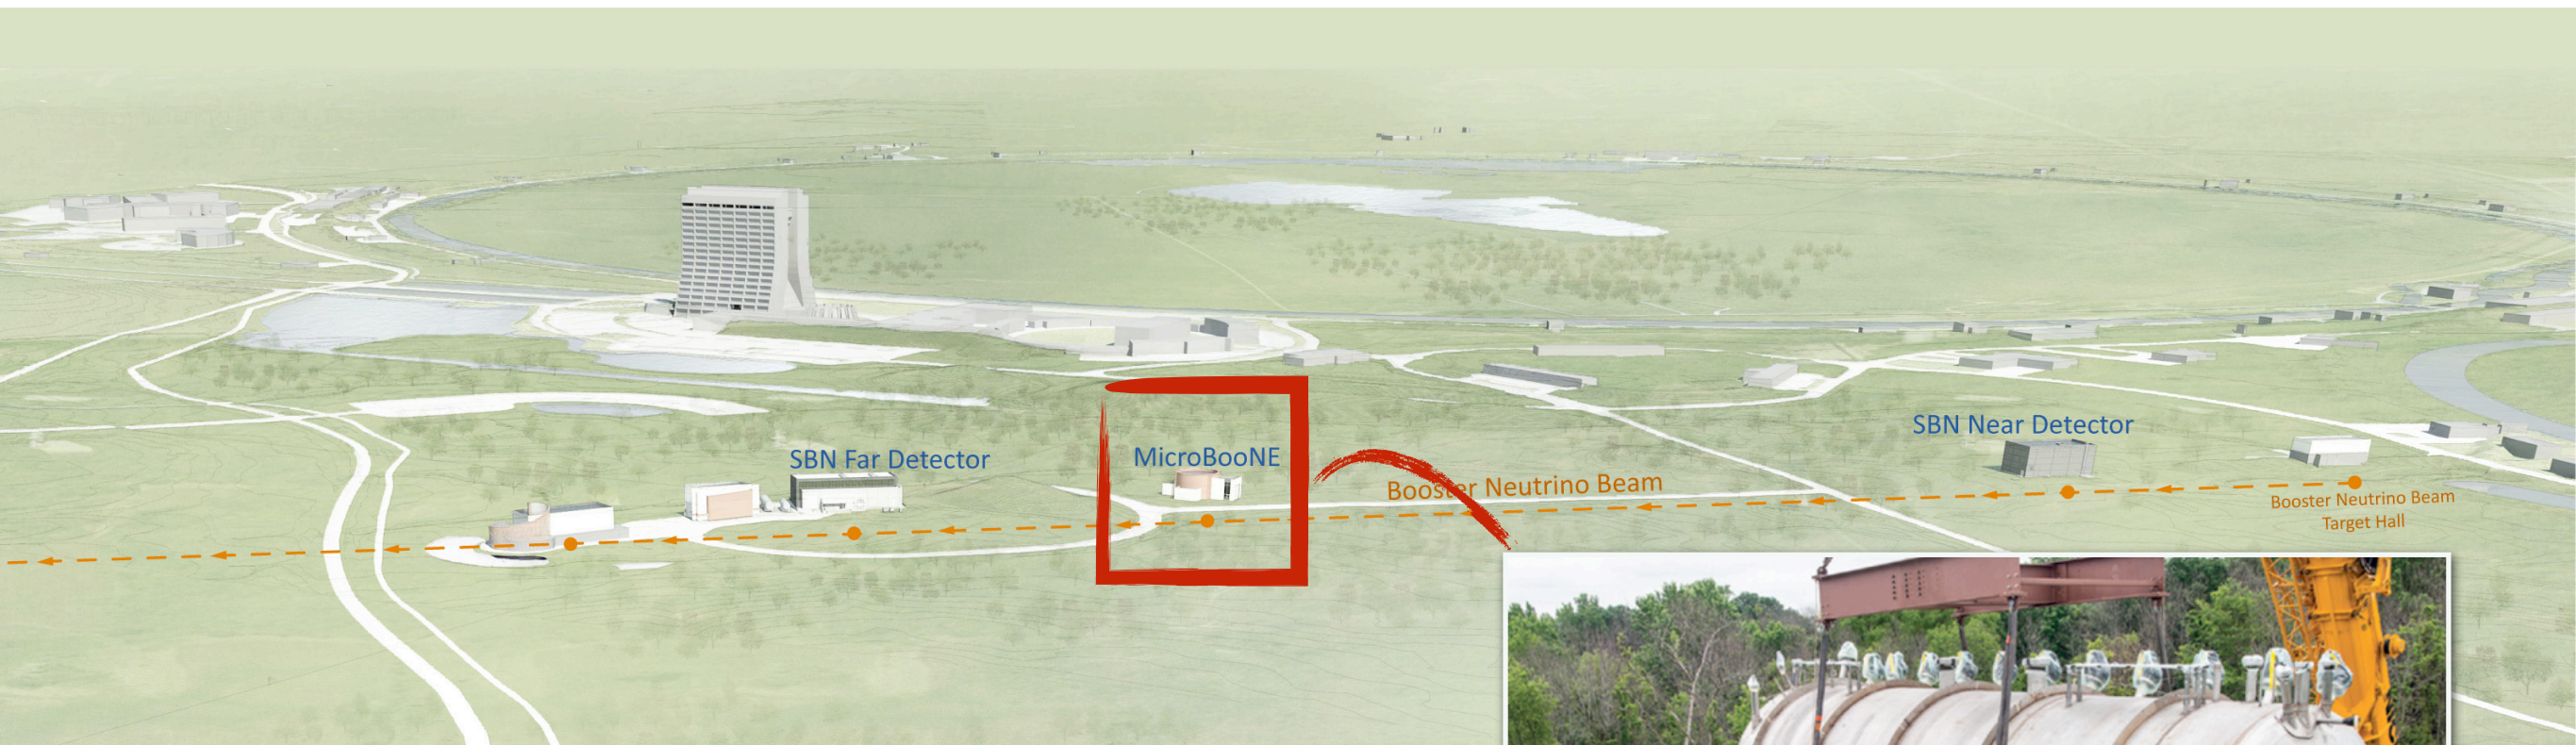 SBN Near Detector
SBN Far Detector
MicroBooNE
Booster Neutrino Beam
Booster Neutrino Beam
Target Hall